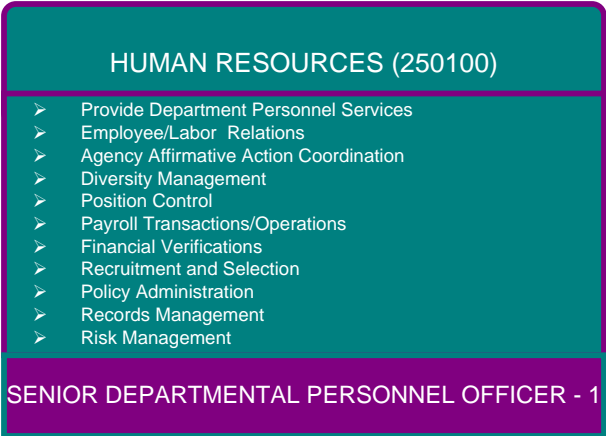 HUMAN RESOURCES (250100)
➢ Provide Department Personnel Services
➢ Employee/Labor Relations
➢ Agency Affirmative Action Coordination
➢ Diversity Management
➢ Position Control
➢ Payroll Transactions/Operations
➢ Financial Verifications
➢ Recruitment and Selection
➢ Policy Administration
➢ Records Management
➢ Risk Management
SENIOR DEPARTMENTAL PERSONNEL OFFICER - 1